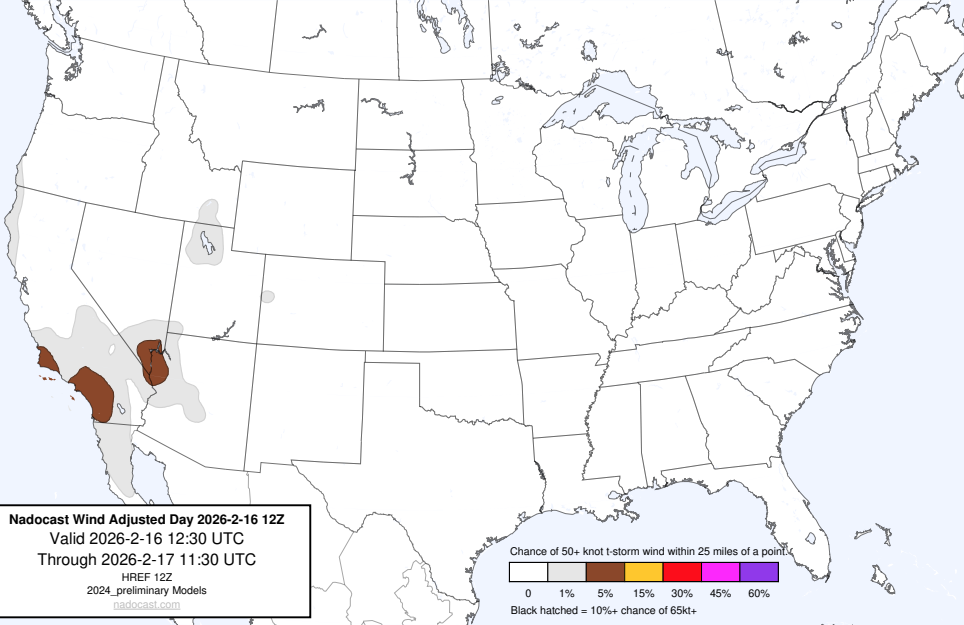 Nadocast Wind Adjusted Day 2026-2-16 12Z
Valid 2026-2-16 12:30 UTC
Through 2026-2-17 11:30 UTC
HREF 12Z
2024_preliminary Models
nadocast.com
Chance of 50+ knot t-storm wind within 25 miles of a point.
0 1% 5% 15% 30% 45% 60%
Black hatched = 10%+ chance of 65kt+